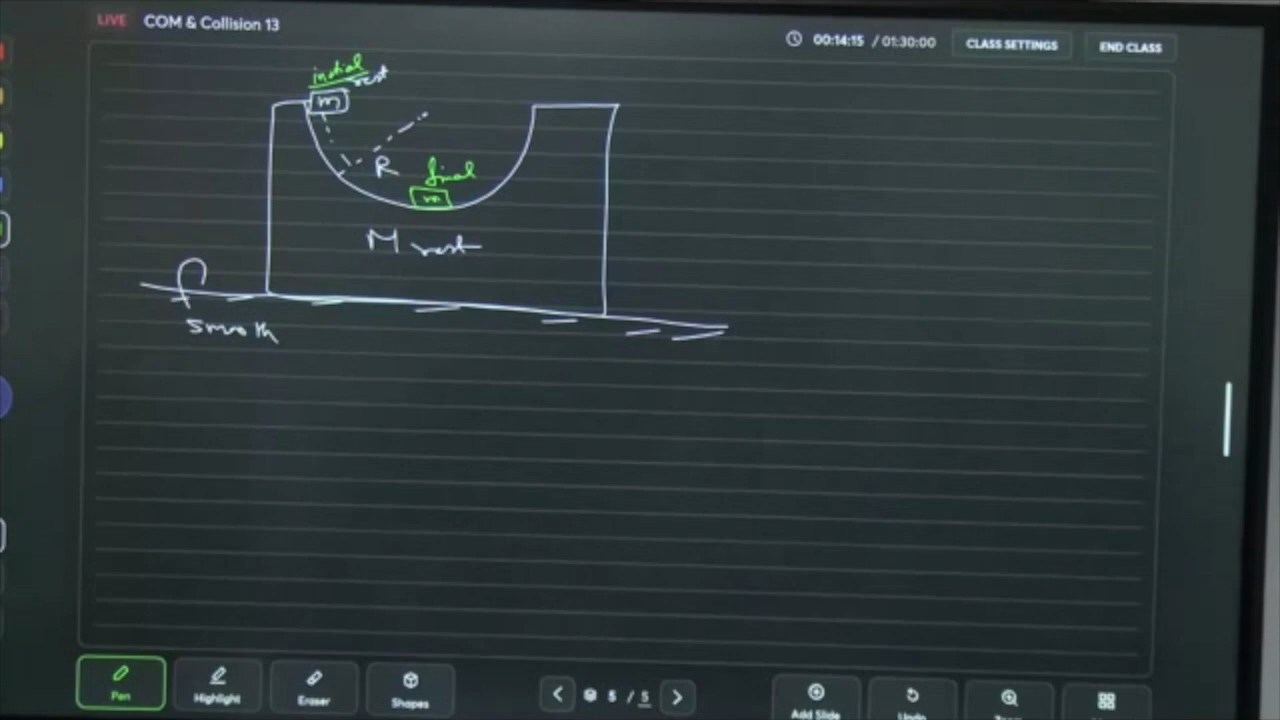 LIVE COM & Collision 13
00:14:15 / 01:30:00 CLASS SETTINGS END CLASS
initial
rest
m
R
final
m
M rest
smooth
Pen Highlight Eraser Shapes
5 / 5
Add Slide Undo